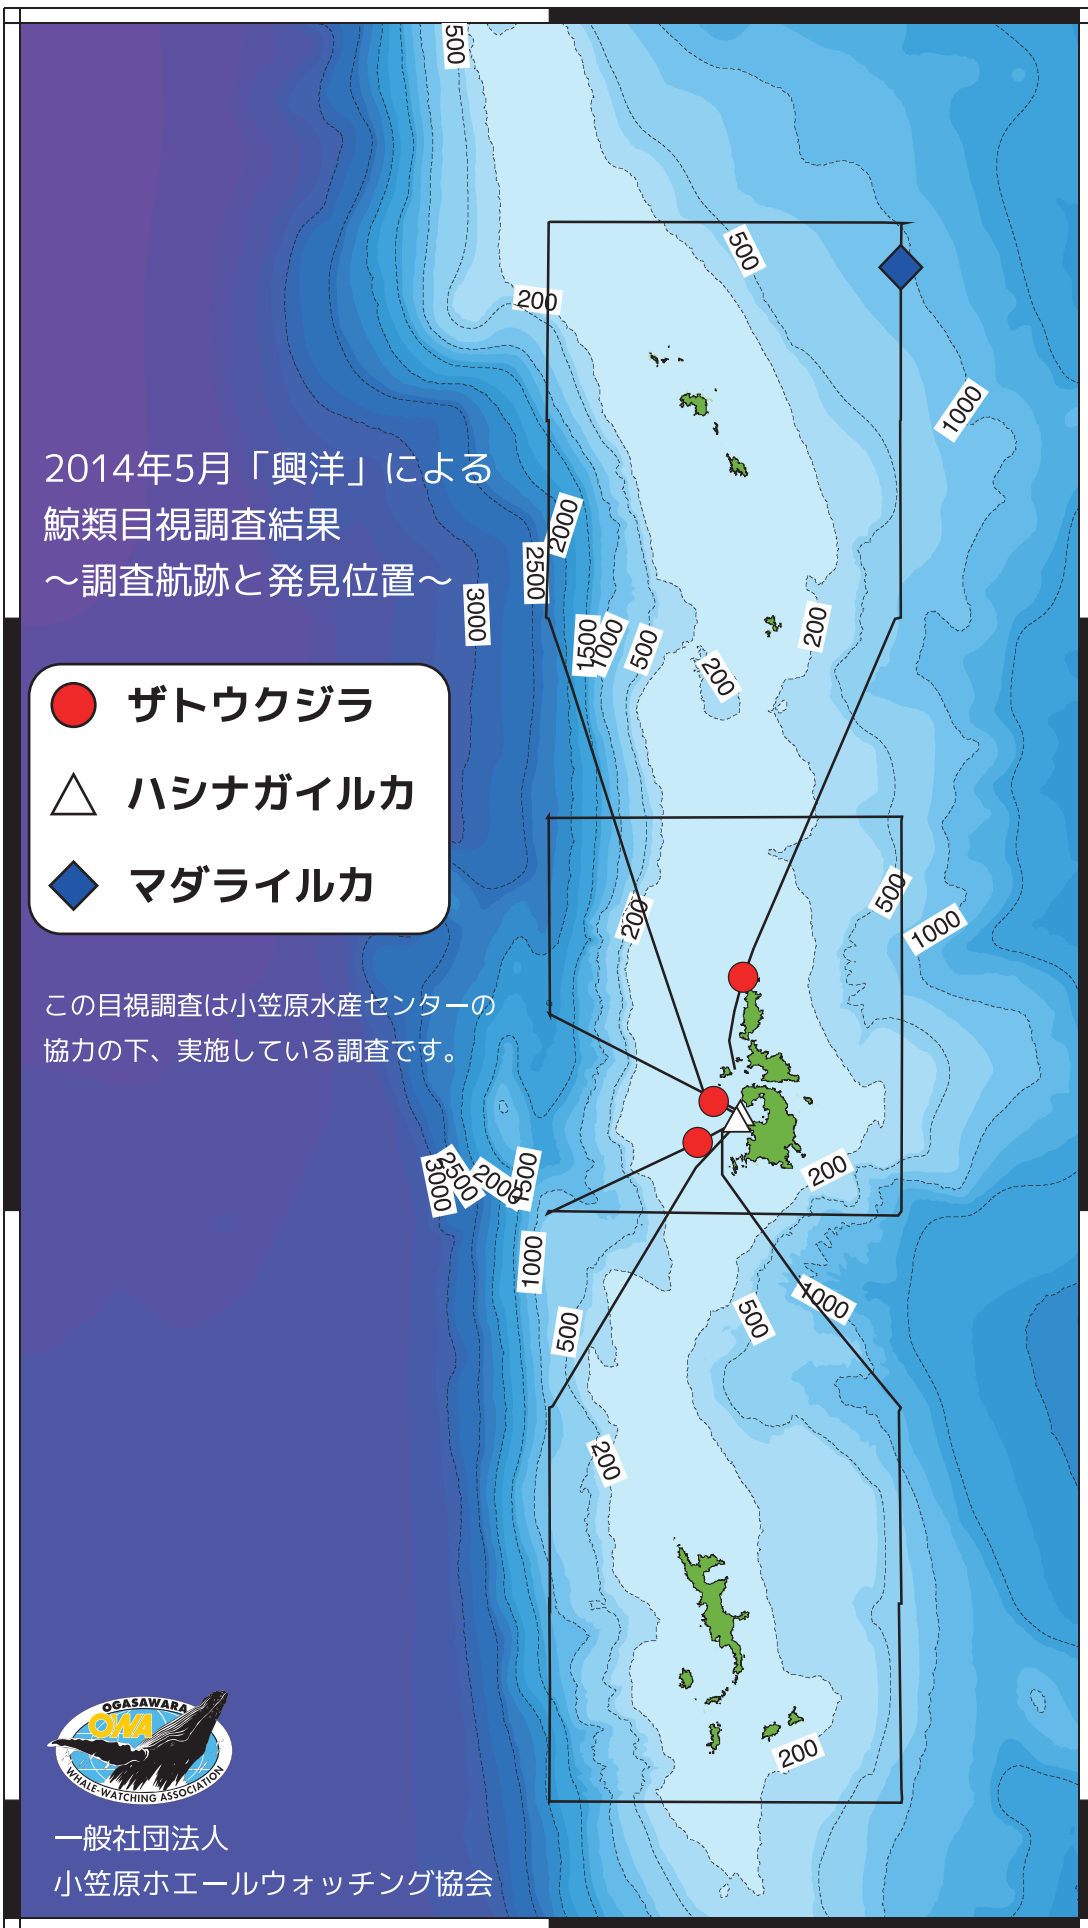 500
500
200
1000
2014年5月「興洋」による
鯨類目視調査結果
～調査航跡と発見位置～
2000
2500
3000
1500
1000
500
200
200
ザトウクジラ
ハシナガイルカ
マダライルカ
200
500
1000
この目視調査は小笠原水産センターの
協力の下、実施している調査です。
3000
2500
2000
1500
200
1000
500
500
1000
200
200
OGASAWARA
OWA
WHALE-WATCHING ASSOCIATION
一般社団法人
小笠原ホエールウォッチング協会